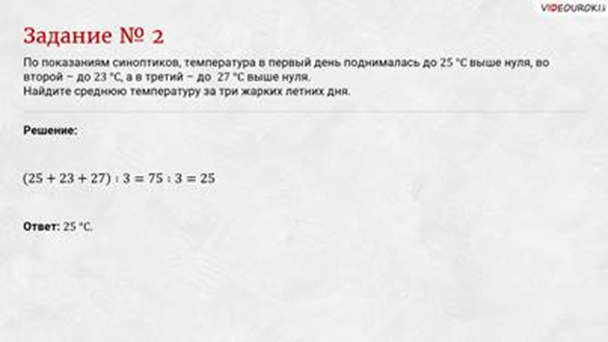 VIDEOUROKI
Задание № 2
По показаниям синоптиков, температура в первый день поднималась до 25 °C выше нуля, во
второй – до 23 °C, а в третий – до 27 °C выше нуля.
Найдите среднюю температуру за три жарких летних дня.
Решение:
(25 + 23 + 27) : 3 = 75 : 3 = 25
Ответ: 25 °C.